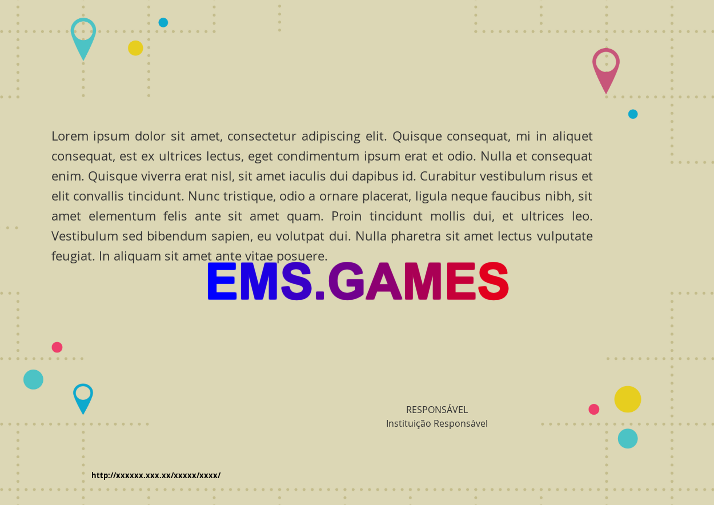 Lorem ipsum dolor sit amet, consectetur adipiscing elit. Quisque consequat, mi in aliquet
consequat, est ex ultrices lectus, eget condimentum ipsum erat et odio. Nulla et consequat
enim. Quisque viverra erat nisl, sit amet iaculis dui dapibus id. Curabitur vestibulum risus et
elit convallis tincidunt. Nunc tristique, odio a ornare placerat, ligula neque faucibus nibh, sit
amet elementum felis ante sit amet quam. Proin tincidunt mollis dui, et ultrices leo.
Vestibulum sed bibendum sapien, eu volutpat dui. Nulla pharetra sit amet lectus vulputate
feugiat. In aliquam sit amet ante vitae posuere.
EMS.GAMES
RESPONSÁVEL
Instituição Responsável
http://xxxxxx.xxx.xx/xxxxx/xxxx/